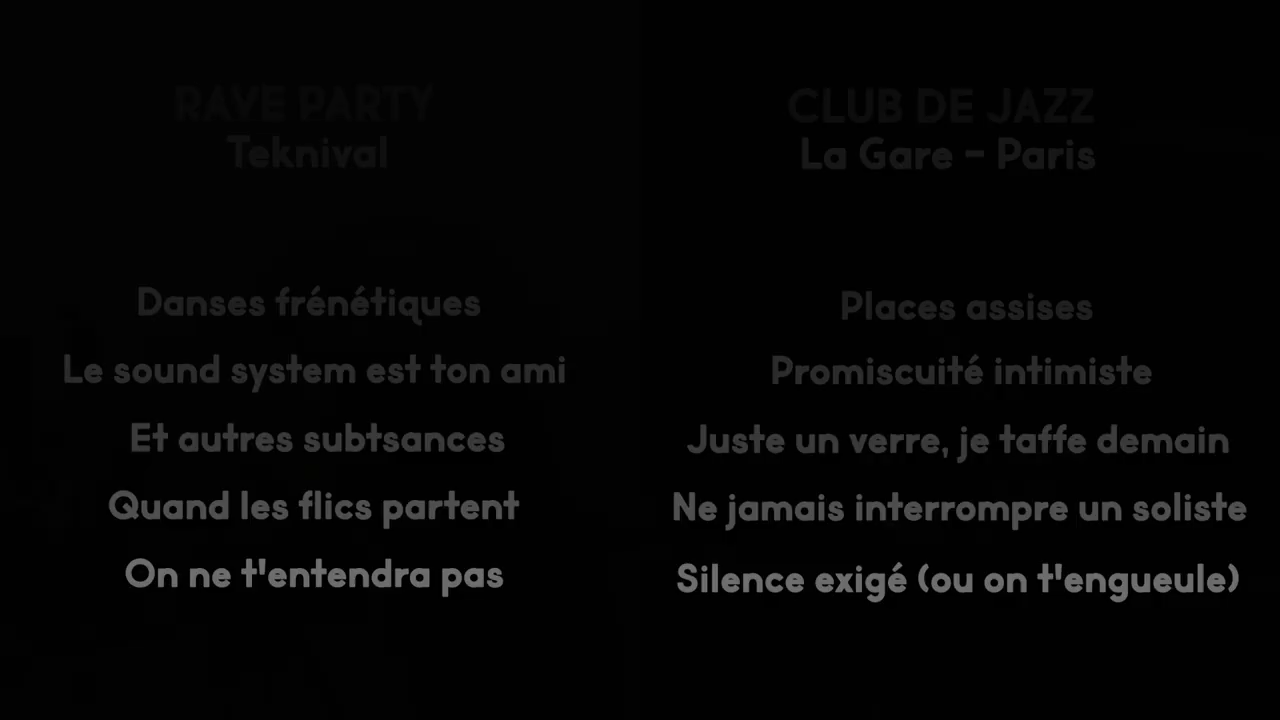 RAVE PARTY
Teknival
Danses frénétiques
Le sound system est ton ami
Et autres subtsances
Quand les flics partent
On ne t'entendra pas
CLUB DE JAZZ
La Gare - Paris
Places assises
Promiscuité intimiste
Juste un verre, je taffe demain
Ne jamais interrompre un soliste
Silence exigé (ou on t'engueule)